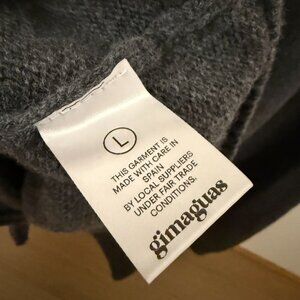 L
THIS GARMENT IS
MADE WITH CARE IN
SPAIN
BY LOCAL SUPPLIERS
UNDER FAIR TRADE
CONDITIONS.
gimaguas